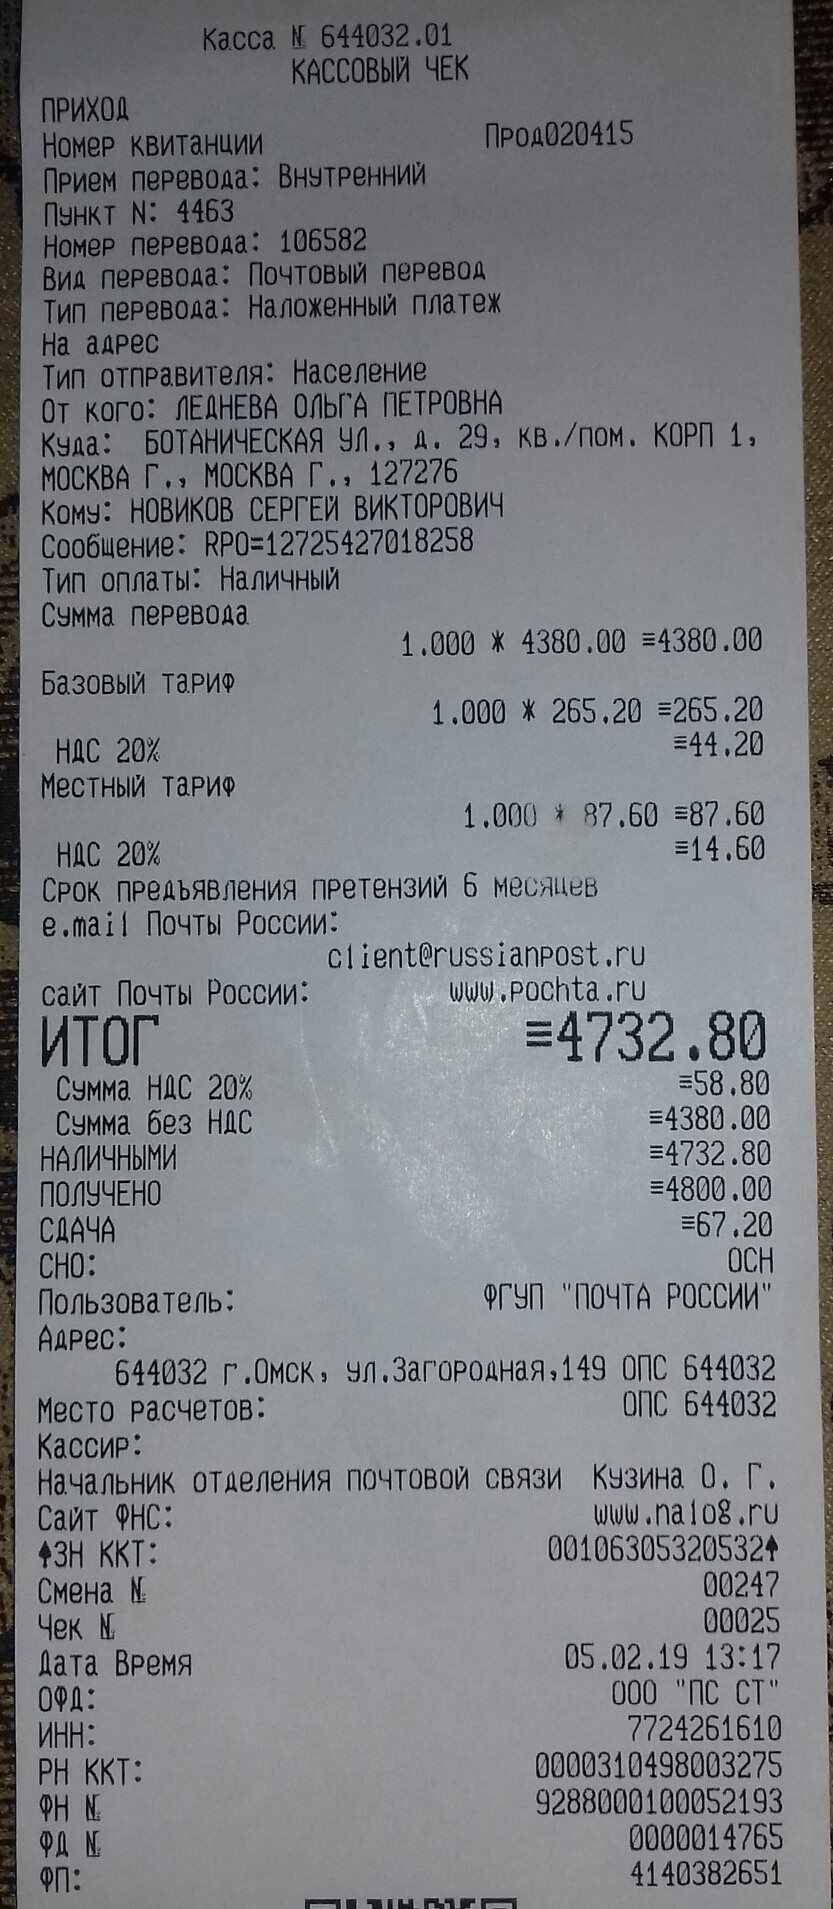 Касса № 644032.01
КАССОВЫЙ ЧЕК
ПРИХОД
Номер квитанции Прод020415
Прием перевода: Внутренний
Пункт N: 4463
Номер перевода: 106582
Вид перевода: Почтовый перевод
Тип перевода: Наложенный платеж
На адрес
Тип отправителя: Население
От кого: ЛЕДНЕВА ОЛЬГА ПЕТРОВНА
Куда: БОТАНИЧЕСКАЯ УЛ., д. 29, кв./пом. КОРП 1,
МОСКВА Г., МОСКВА Г., 127276
Кому: НОВИКОВ СЕРГЕЙ ВИКТОРОВИЧ
Сообщение: RPO=12725427018258
Тип оплаты: Наличный
Сумма перевода
1.000 * 4380.00 ≡4380.00
Базовый тариф
1.000 * 265.20 ≡265.20
НДС 20% ≡44.20
Местный тариф
1.000 * 87.60 ≡87.60
НДС 20% ≡14.60
Срок предъявления претензий 6 месяцев
e.mail Почты России:
client@russianpost.ru
сайт Почты России: www.pochta.ru
ИТОГ ≡4732.80
Сумма НДС 20% ≡58.80
Сумма без НДС ≡4380.00
НАЛИЧНЫМИ ≡4732.80
ПОЛУЧЕНО ≡4800.00
СДАЧА ≡67.20
СНО: ОСН
Пользователь: ФГУП "ПОЧТА РОССИИ"
Адрес:
644032 г.Омск, ул.Загородная,149 ОПС 644032
Место расчетов: ОПС 644032
Кассир:
Начальник отделения почтовой связи Кузина О. Г.
Сайт ФНС: www.nalog.ru
ЗН ККТ: 00106305320532
Смена № 00247
Чек № 00025
Дата Время 05.02.19 13:17
ОФД: ООО "ПС СТ"
ИНН: 7724261610
РН ККТ: 0000310498003275
ФН № 9288000100052193
ФД № 0000014765
ФП: 4140382651